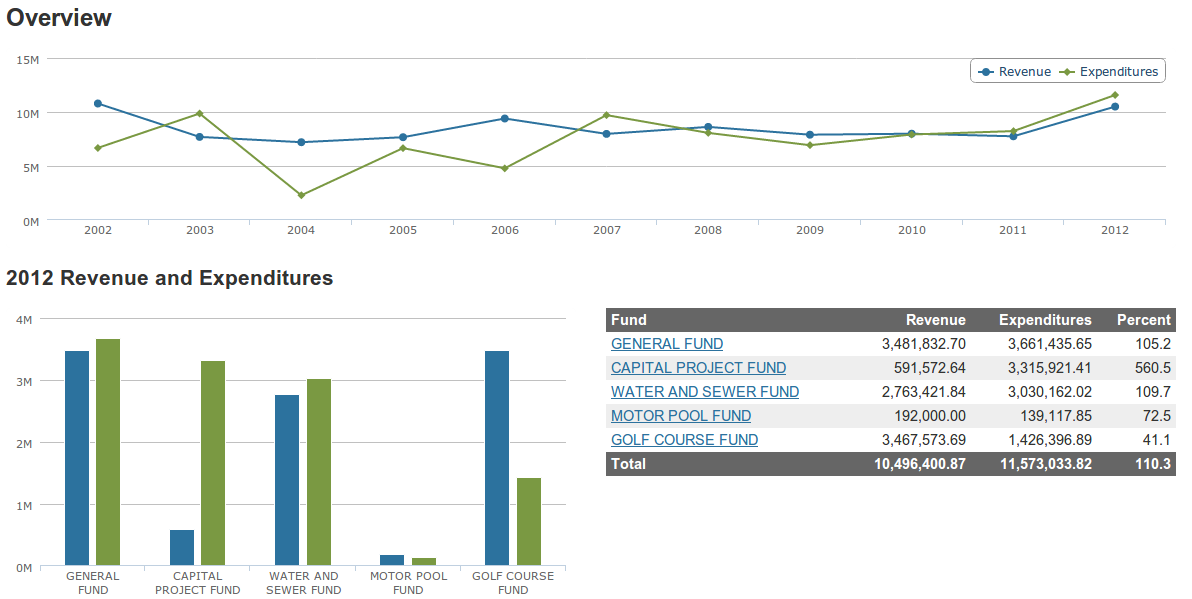 Overview
15M
Revenue Expenditures
10M
5M
0M
2002 2003 2004 2005 2006 2007 2008 2009 2010 2011 2012
2012 Revenue and Expenditures
4M
3M
2M
1M
0M
GENERAL FUND
CAPITAL PROJECT FUND
WATER AND SEWER FUND
MOTOR POOL FUND
GOLF COURSE FUND
Fund Revenue Expenditures Percent
GENERAL FUND 3,481,832.70 3,661,435.65 105.2
CAPITAL PROJECT FUND 591,572.64 3,315,921.41 560.5
WATER AND SEWER FUND 2,763,421.84 3,030,162.02 109.7
MOTOR POOL FUND 192,000.00 139,117.85 72.5
GOLF COURSE FUND 3,467,573.69 1,426,396.89 41.1
Total 10,496,400.87 11,573,033.82 110.3